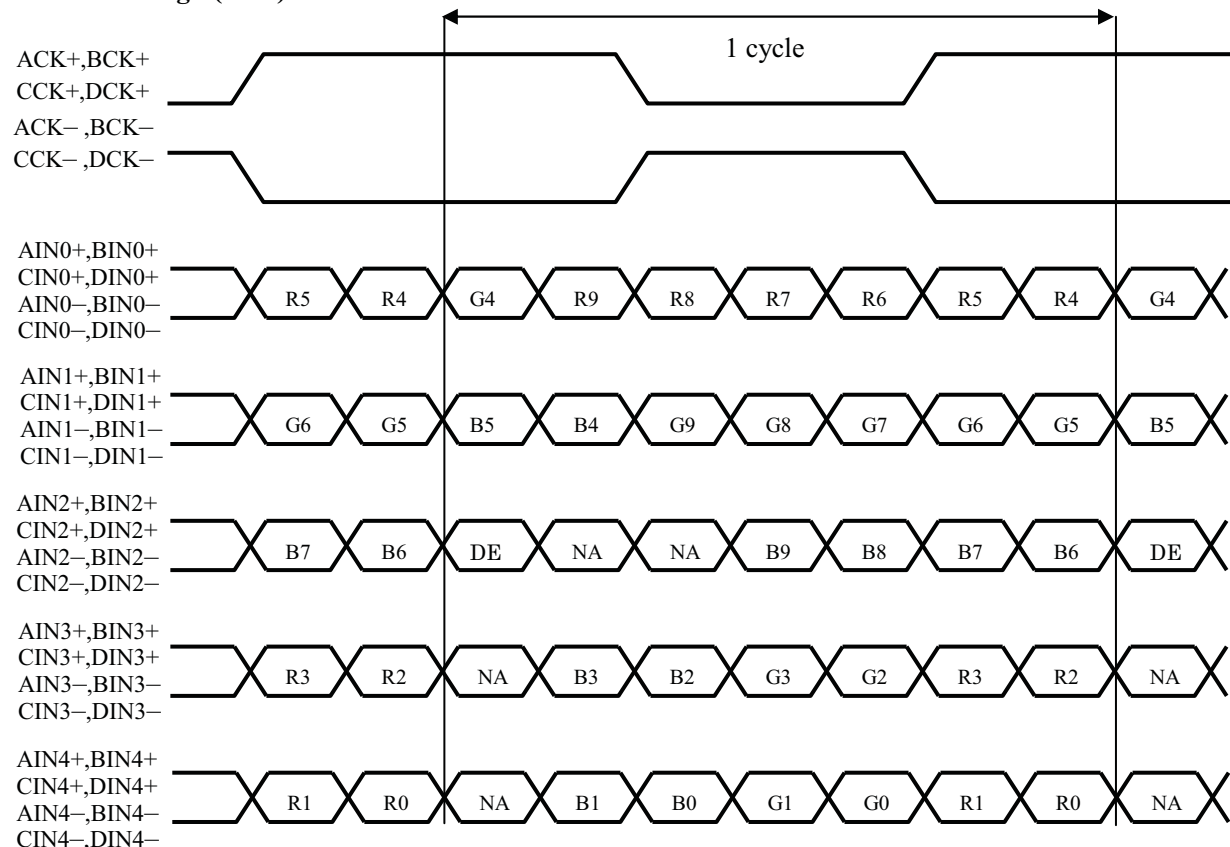 1 cycle
ACK+,BCK+
CCK+,DCK+
ACK− ,BCK−
CCK− ,DCK−
AIN0+,BIN0+
CIN0+,DIN0+
AIN0−,BIN0−
CIN0−,DIN0−
R5 R4 G4 R9 R8 R7 R6 R5 R4 G4
AIN1+,BIN1+
CIN1+,DIN1+
AIN1−,BIN1−
CIN1−,DIN1−
G6 G5 B5 B4 G9 G8 G7 G6 G5 B5
AIN2+,BIN2+
CIN2+,DIN2+
AIN2−,BIN2−
CIN2−,DIN2−
B7 B6 DE NA NA B9 B8 B7 B6 DE
AIN3+,BIN3+
CIN3+,DIN3+
AIN3−,BIN3−
CIN3−,DIN3−
R3 R2 NA B3 B2 G3 G2 R3 R2 NA
AIN4+,BIN4+
CIN4+,DIN4+
AIN4−,BIN4−
CIN4−,DIN4−
R1 R0 NA B1 B0 G1 G0 R1 R0 NA